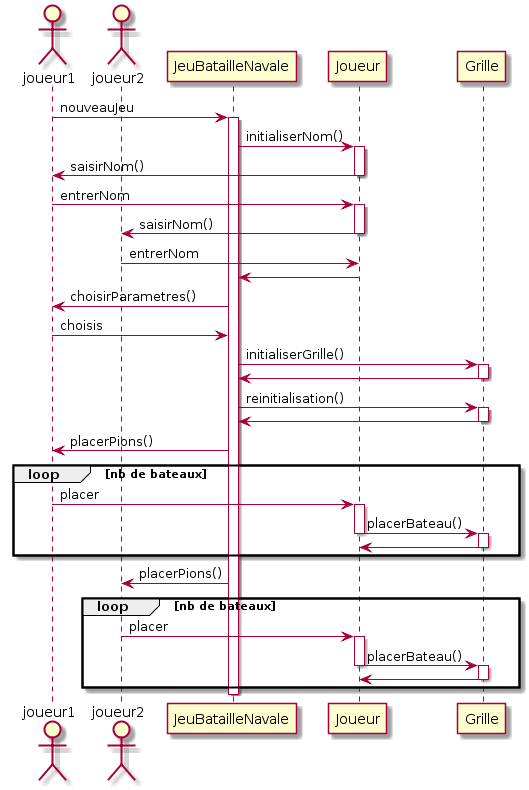 joueur1
joueur2
JeuBatailleNavale
Joueur
Grille
nouveauJeu
initialiserNom()
saisirNom()
entrerNom
saisirNom()
entrerNom
choisirParametres()
choisis
initialiserGrille()
reinitialisation()
placerPions()
loop [nb de bateaux]
placer
placerBateau()
placerPions()
loop [nb de bateaux]
placer
placerBateau()
joueur1
joueur2
JeuBatailleNavale
Joueur
Grille